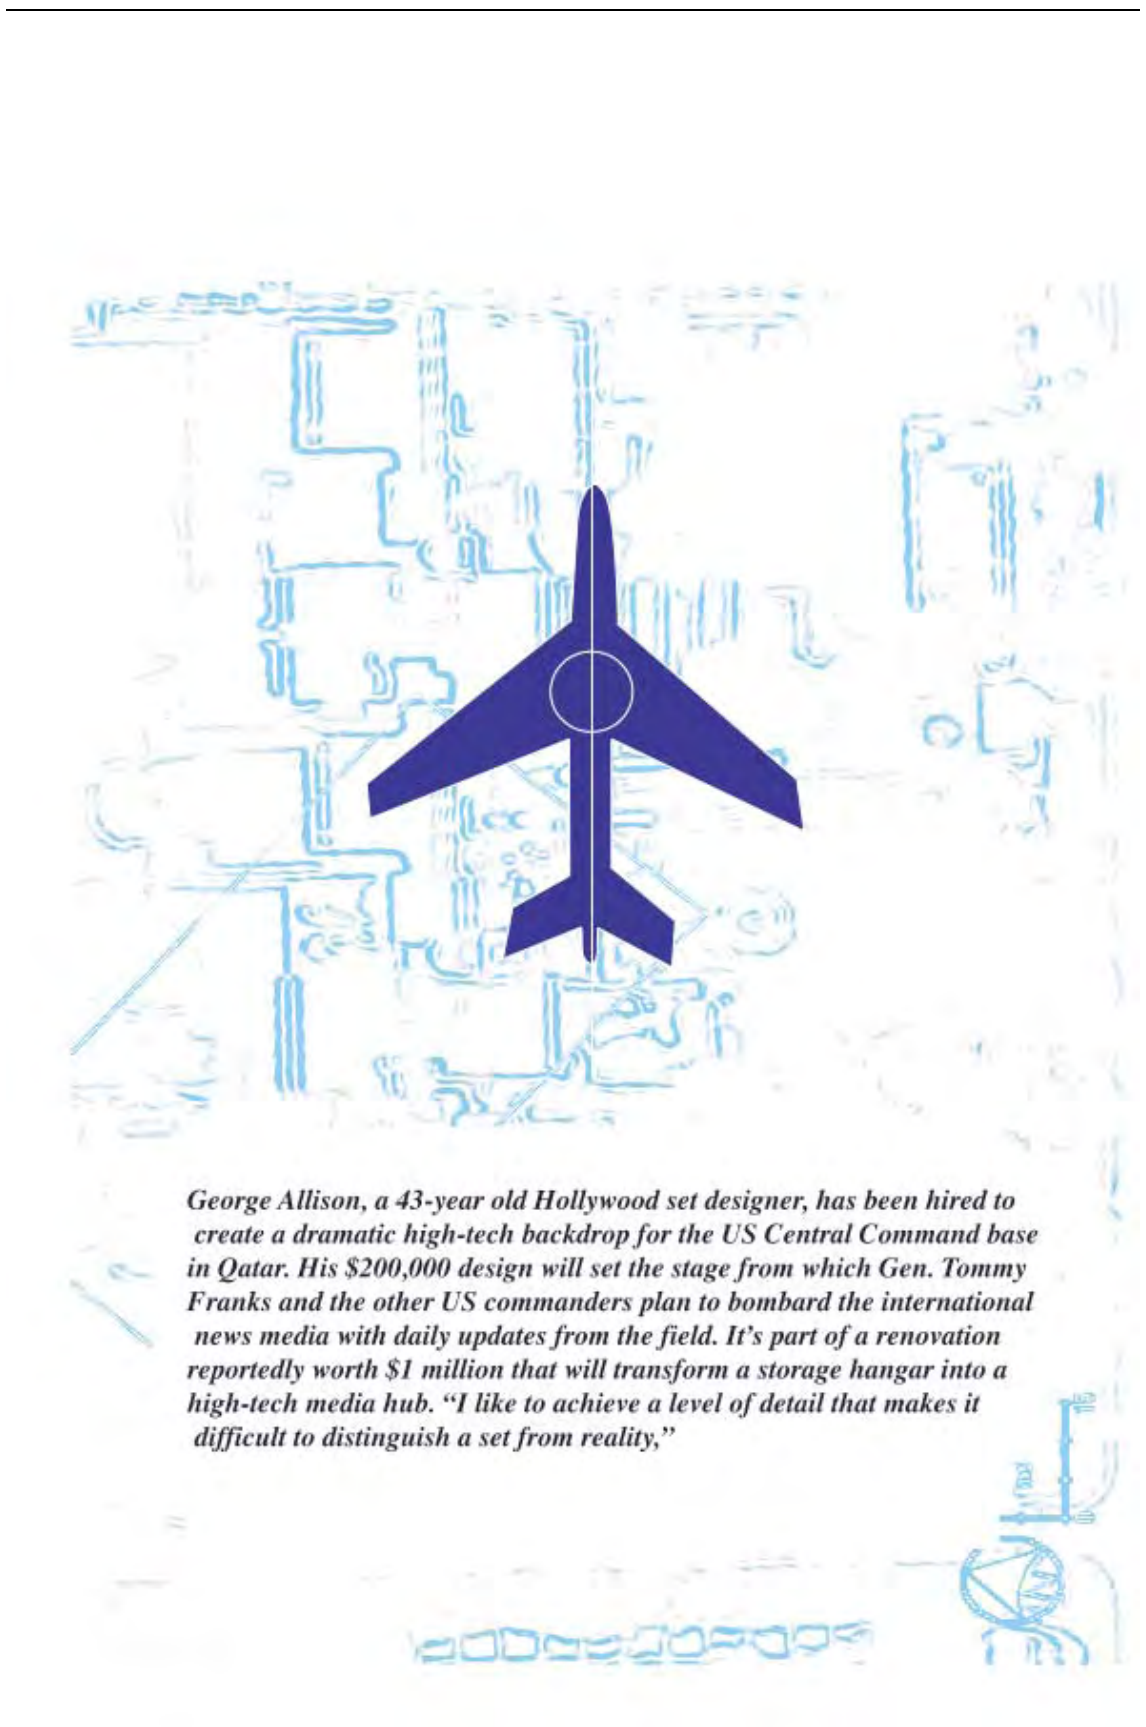 George Allison, a 43-year old Hollywood set designer, has been hired to
create a dramatic high-tech backdrop for the US Central Command base
in Qatar. His $200,000 design will set the stage from which Gen. Tommy
Franks and the other US commanders plan to bombard the international
news media with daily updates from the field. It’s part of a renovation
reportedly worth $1 million that will transform a storage hangar into a
high-tech media hub. “I like to achieve a level of detail that makes it
difficult to distinguish a set from reality,”